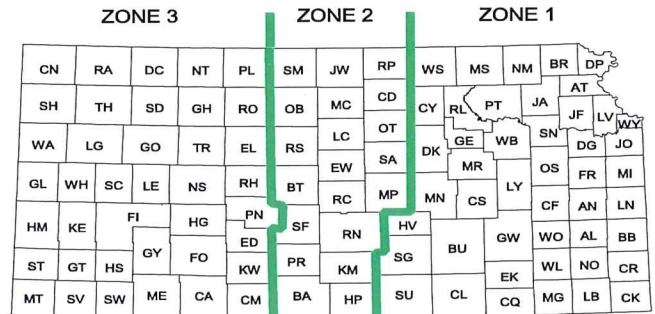 ZONE 3 ZONE 2 ZONE 1
CN RA DC NT PL SM JW RP WS MS NM BR DP
SH TH SD GH RO OB MC CD CY RL PT JA AT
JF LV WY
WA LG GO TR EL RS LC OT DK GE WB SN DG JO
EW SA MR
GL WH SC LE NS RH BT RC MP MN CS LY OS FR MI
HM KE FI HG PN SF RN HV CF AN LN
GY FO ED BU GW WO AL BB
ST GT HS KW PR KM SG EK WL NO CR
MT SV SW ME CA CM BA HP SU CL CQ MG LB CK